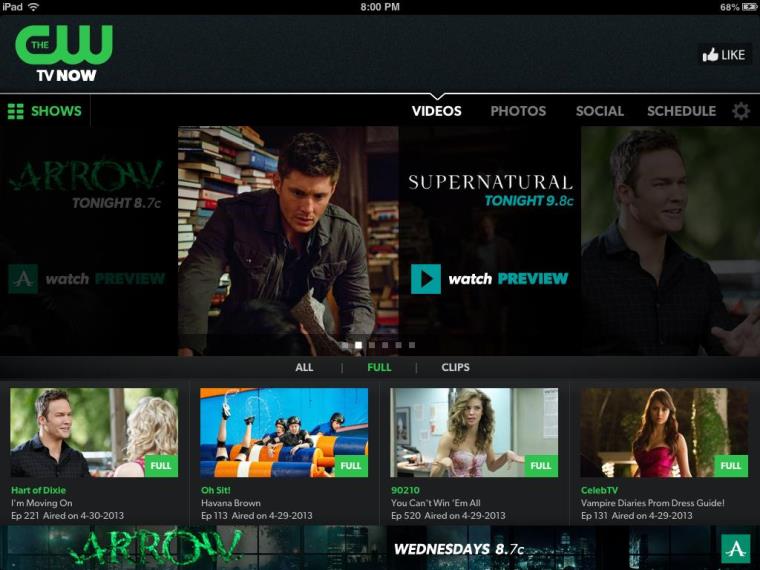 iPad
8:00 PM
68%
THE CW
TV NOW
LIKE
SHOWS
VIDEOS
PHOTOS
SOCIAL
SCHEDULE
ARROW
TONIGHT 8.7c
watch PREVIEW
SUPERNATURAL
TONIGHT 9.8c
watch PREVIEW
ALL | FULL | CLIPS
FULL
Hart of Dixie
I'm Moving On
Ep 221 Aired on 4-30-2013
FULL
Oh Sit!
Havana Brown
Ep 113 Aired on 4-29-2013
FULL
90210
You Can't Win 'Em All
Ep 520 Aired on 4-29-2013
FULL
CelebTV
Vampire Diaries Prom Dress Guide!
Ep 131 Aired on 4-29-2013
ARROW
WEDNESDAYS 8.7c